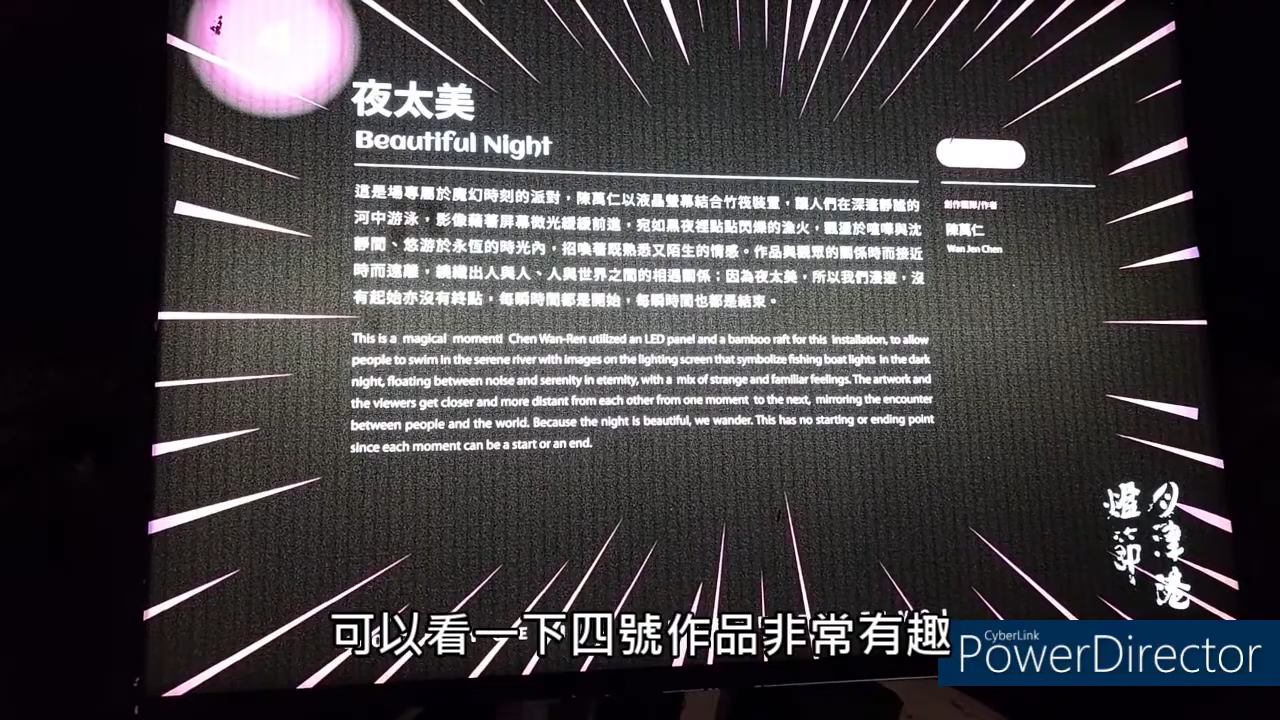 夜太美
Beautiful Night
這是場專屬於魔幻時刻的派對，陳萬仁以液晶螢幕結合竹筏裝置，讓人們在深邃靜謐的
河中游泳，影像藉著屏幕微光緩緩前進，宛如黑夜裡點點閃爍的漁火，飄盪於喧嘩與沈
靜間、悠游於永恆的時光內，招喚著既熟悉又陌生的情感。作品與觀眾的關係時而接近
時而遠離，編織出人與人、人與世界之間的相遇關係；因為夜太美，所以我們漫遊，沒
有起始亦沒有終點，每瞬時間都是開始，每瞬時間也都是結束。
This is a magical moment! Chen Wan-Ren utilized an LED panel and a bamboo raft for this installation, to allow
people to swim in the serene river with images on the lighting screen that symbolize fishing boat lights in the dark
night, floating between noise and serenity in eternity, with a mix of strange and familiar feelings. The artwork and
the viewers get closer and more distant from each other from one moment to the next, mirroring the encounter
between people and the world. Because the night is beautiful, we wander. This has no starting or ending point
since each moment can be a start or an end.
創作團隊/作者
陳萬仁
Wan Jen Chen
月津港
燈節
可以看一下四號作品非常有趣
CyberLink
PowerDirector